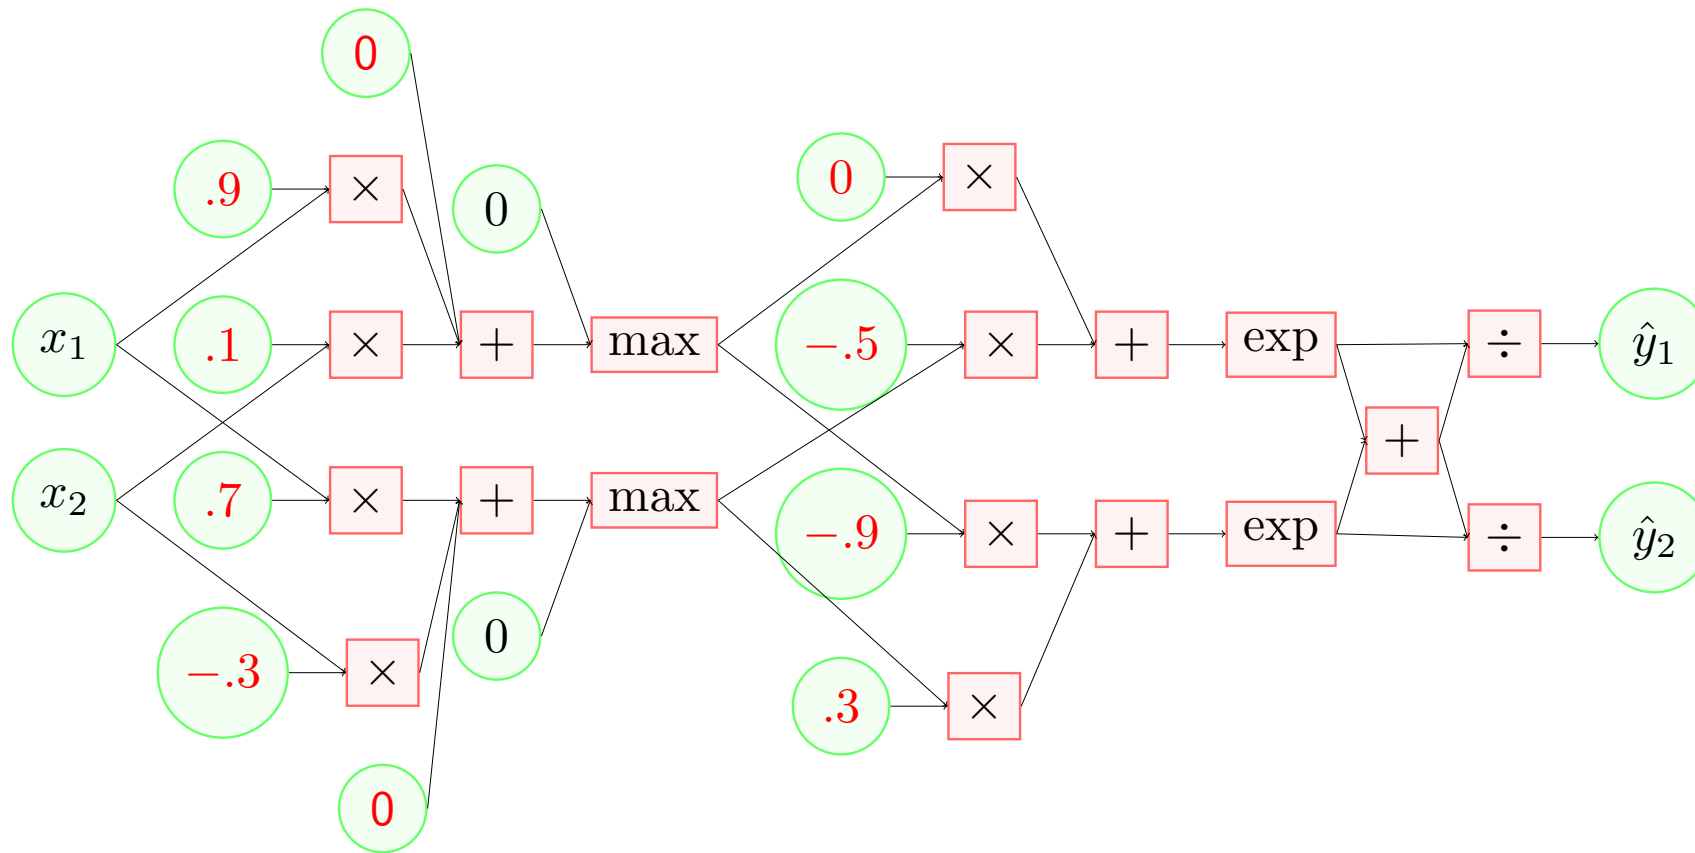 0
.9 × 0 0 ×
x₁ .1 × + max −.5 × + exp ÷ ŷ₁
+
x₂ .7 × + max −.9 × + exp ÷ ŷ₂
−.3 × 0 .3 ×
0